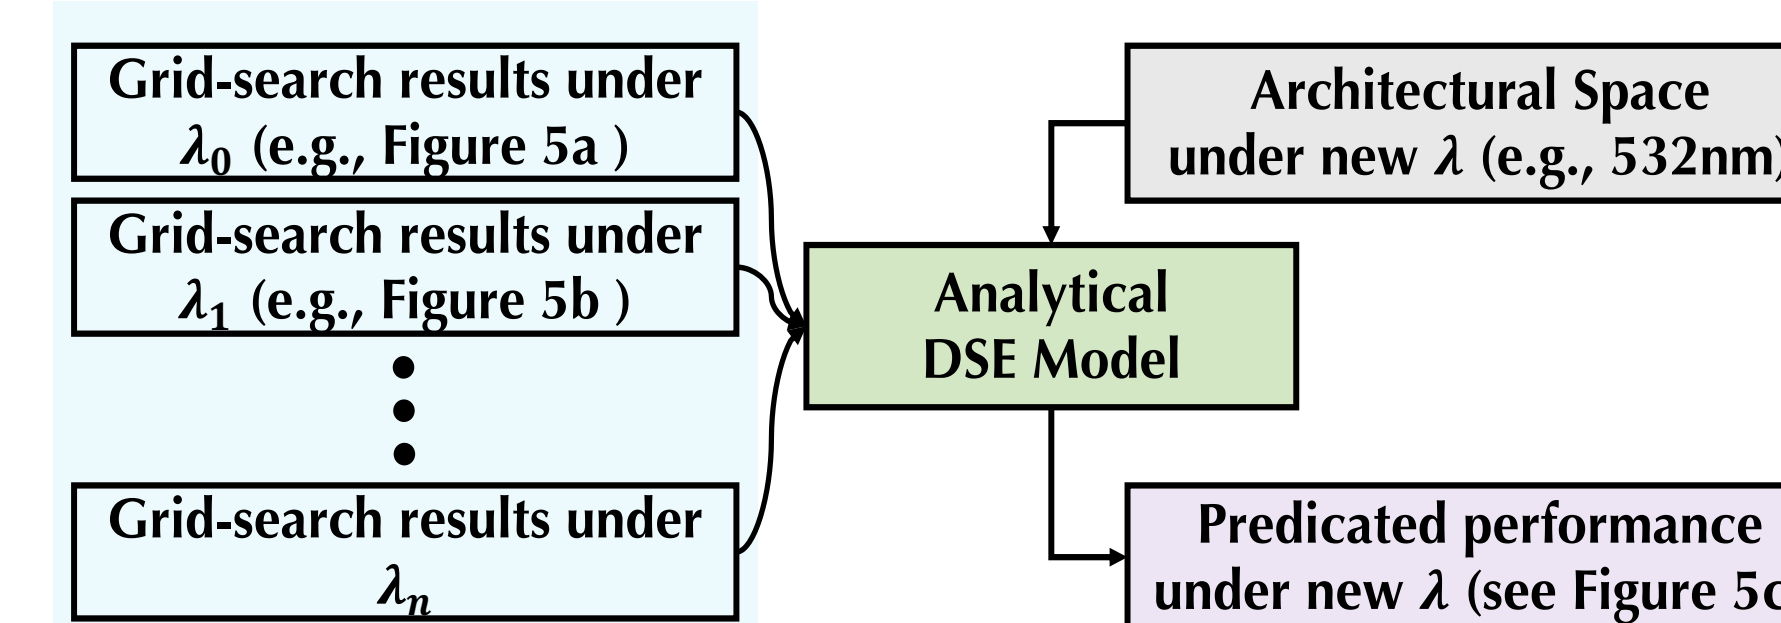 Grid-search results under
λ0 (e.g., Figure 5a )
Grid-search results under
λ1 (e.g., Figure 5b )
Grid-search results under
λn
Architectural Space
under new λ (e.g., 532nm)
Analytical
DSE Model
Predicated performance
under new λ (see Figure 5c